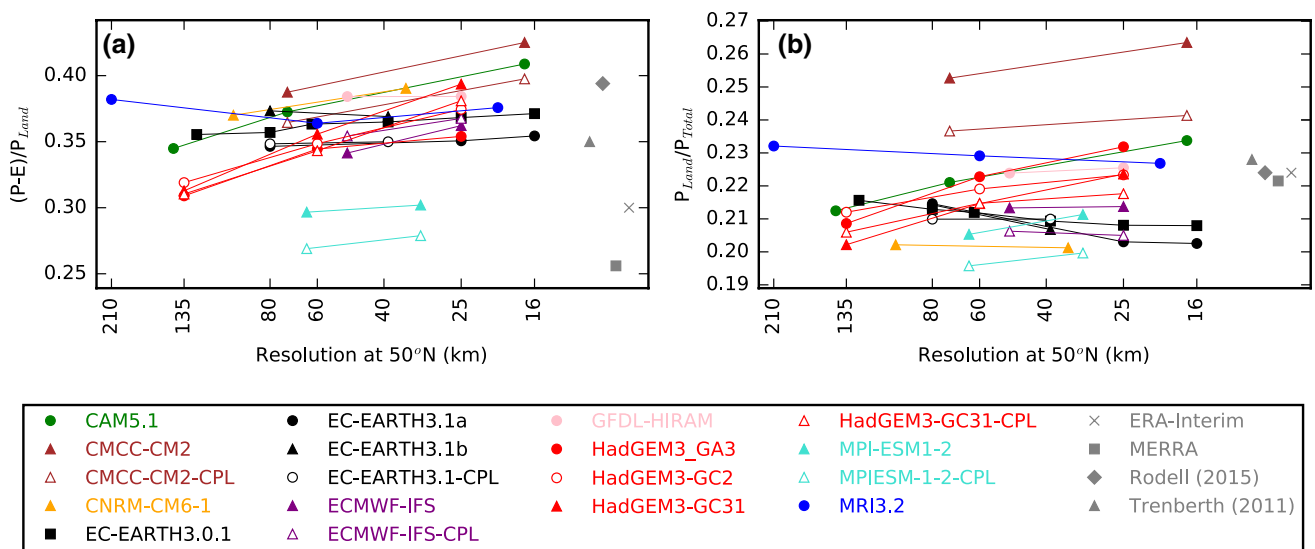 (a)
(P-E)/P_Land
0.40
0.35
0.30
0.25
210
135
80
60
40
25
16
Resolution at 50°N (km)
(b)
P_Land/P_Total
0.27
0.26
0.25
0.24
0.23
0.22
0.21
0.20
0.19
210
135
80
60
40
25
16
Resolution at 50°N (km)
CAM5.1
CMCC-CM2
CMCC-CM2-CPL
CNRM-CM6-1
EC-EARTH3.0.1
EC-EARTH3.1a
EC-EARTH3.1b
EC-EARTH3.1-CPL
ECMWF-IFS
ECMWF-IFS-CPL
GFDL-HIRAM
HadGEM3_GA3
HadGEM3-GC2
HadGEM3-GC31
HadGEM3-GC31-CPL
MPI-ESM1-2
MPIESM-1-2-CPL
MRI3.2
ERA-Interim
MERRA
Rodell (2015)
Trenberth (2011)